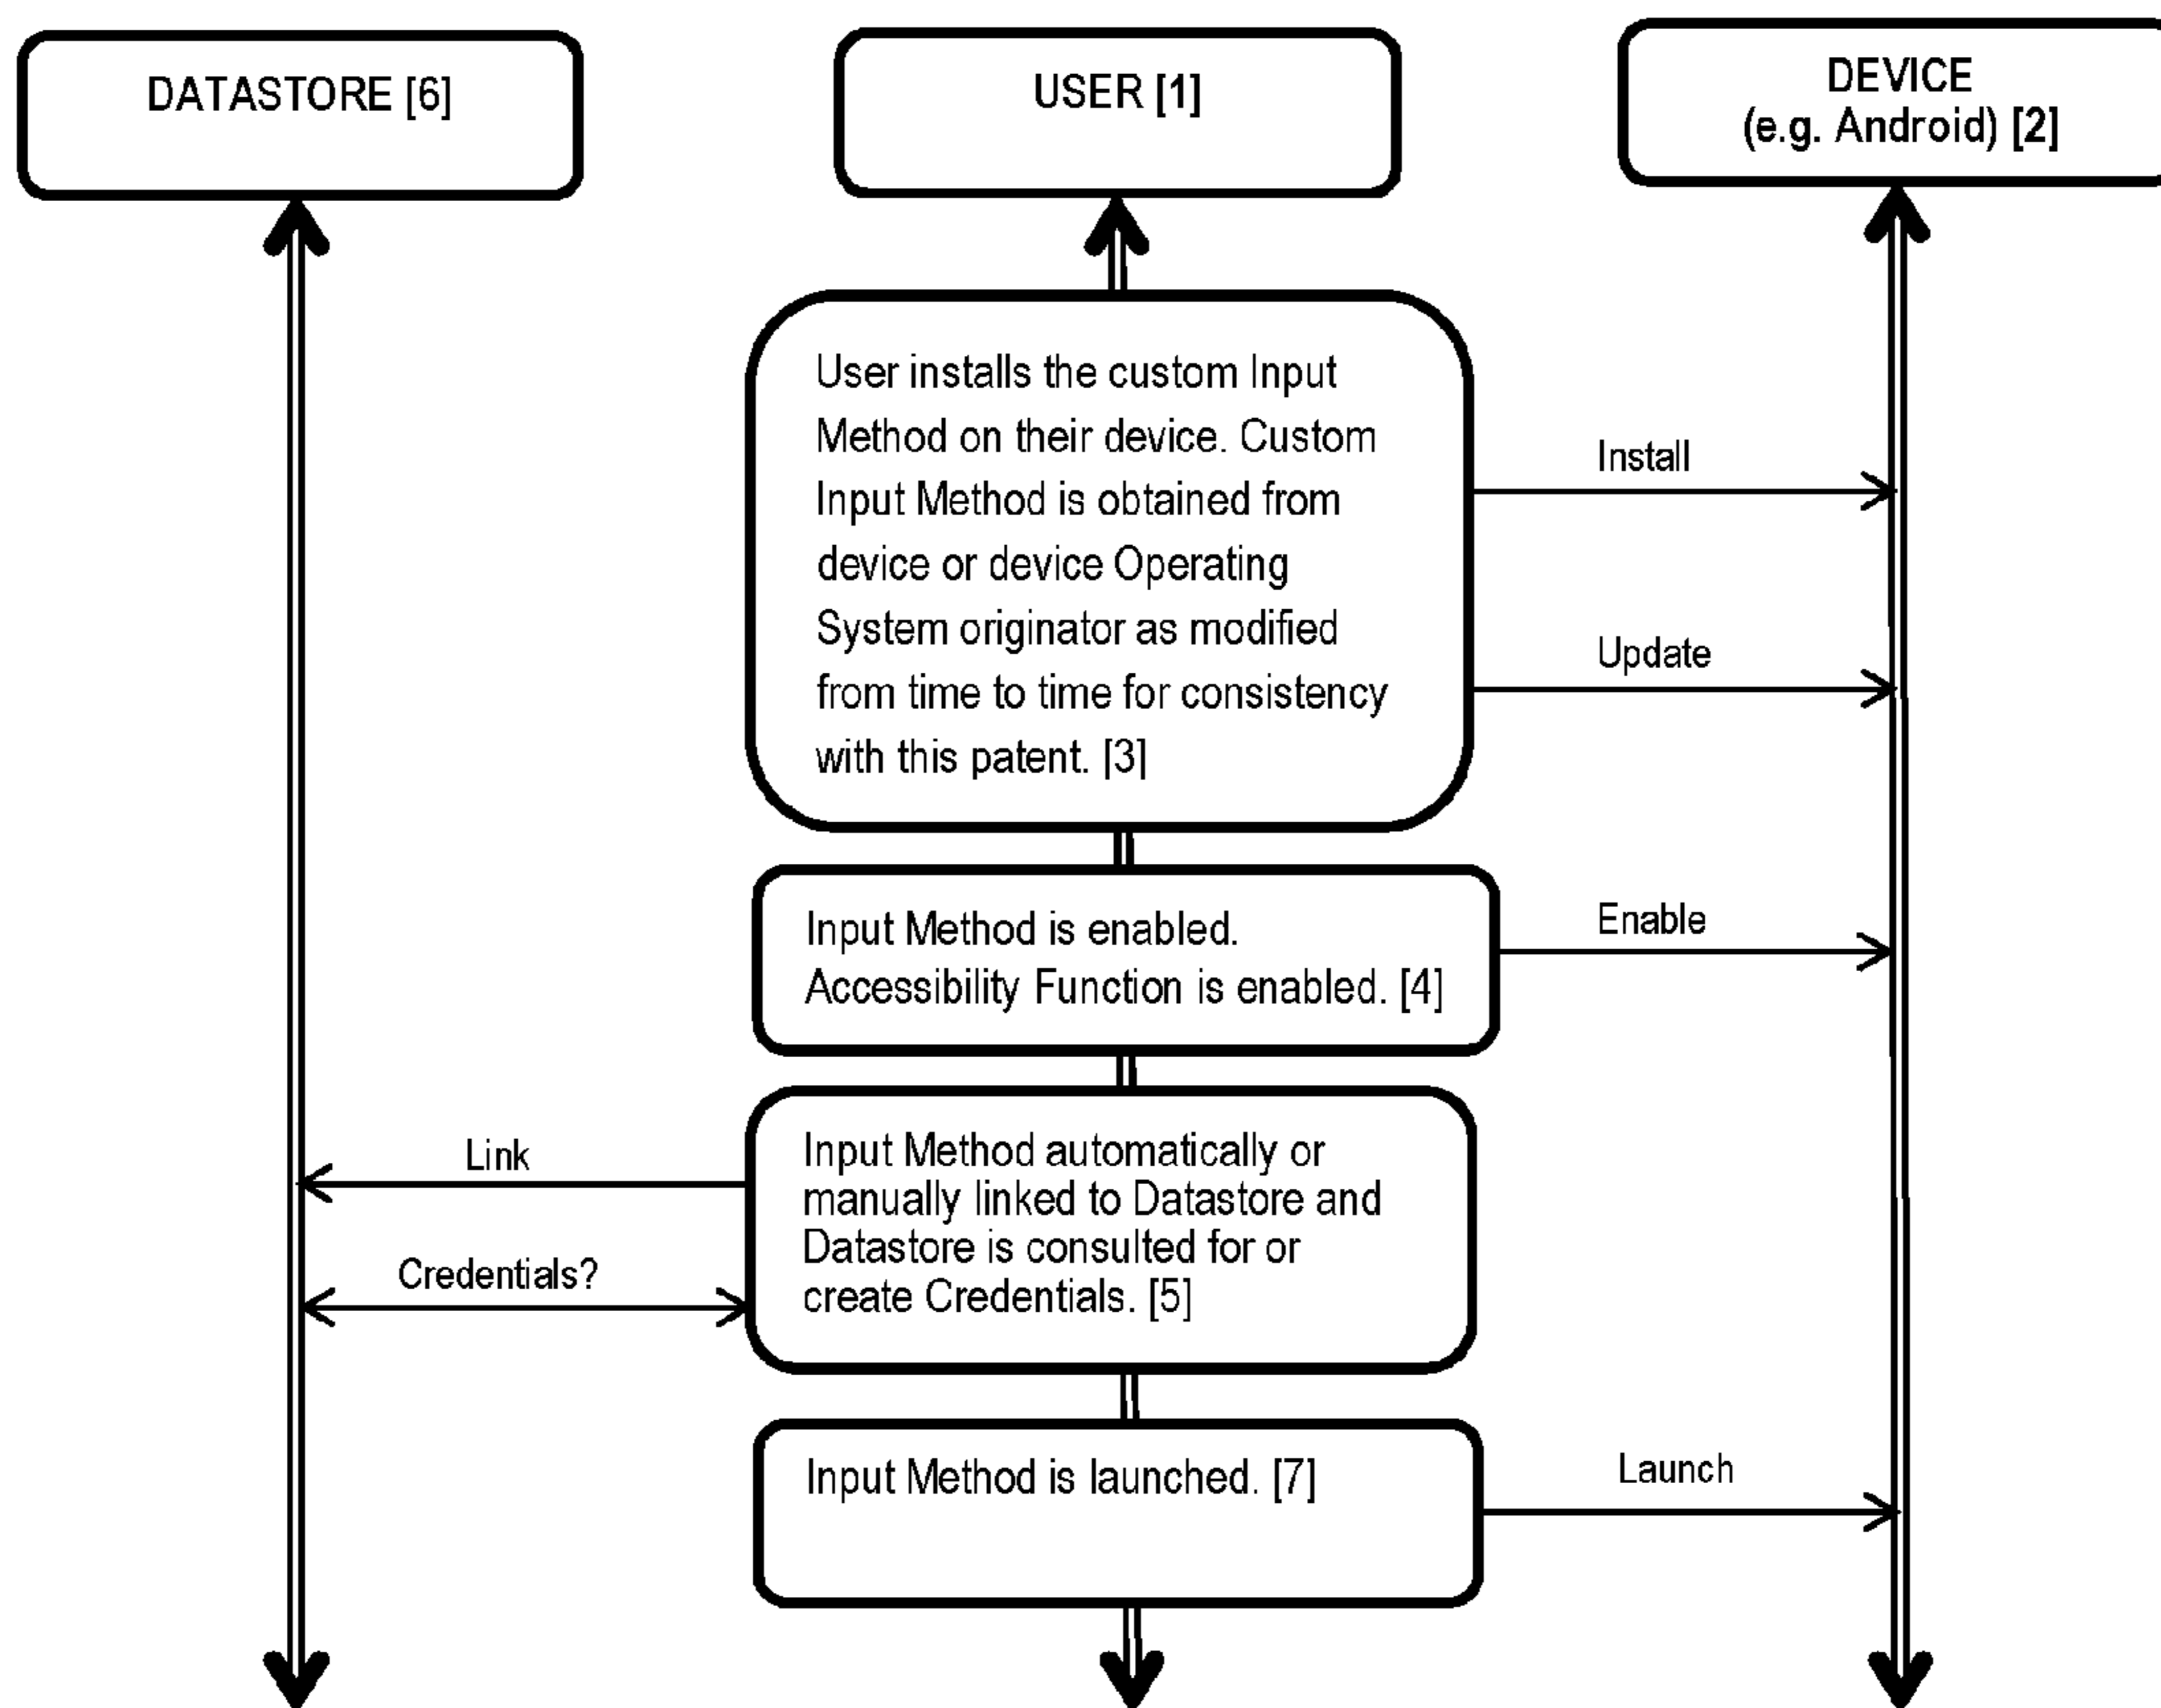 DATASTORE [6]
USER [1]
DEVICE
(e.g. Android) [2]
User installs the custom Input
Method on their device. Custom
Input Method is obtained from
device or device Operating
System originator as modified
from time to time for consistency
with this patent. [3]
Install
Update
Input Method is enabled.
Accessibility Function is enabled. [4]
Enable
Link
Credentials?
Input Method automatically or
manually linked to Datastore and
Datastore is consulted for or
create Credentials. [5]
Input Method is launched. [7]
Launch